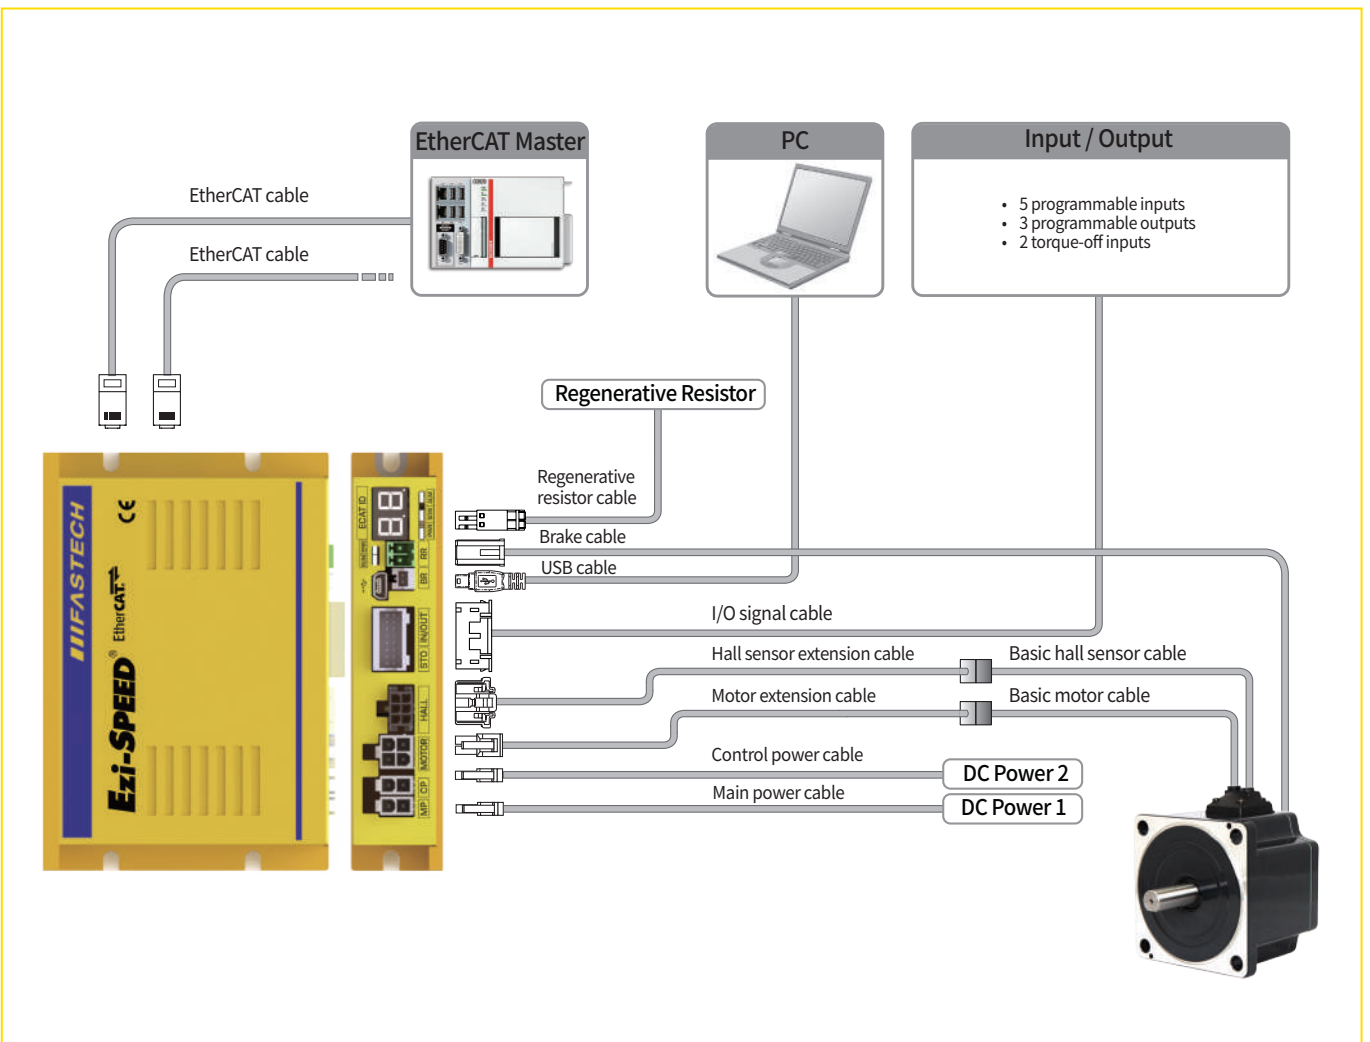 EtherCAT Master
PC
Input / Output
EtherCAT cable
EtherCAT cable
• 5 programmable inputs
• 3 programmable outputs
• 2 torque-off inputs
Regenerative Resistor
Regenerative
resistor cable
Brake cable
USB cable
I/O signal cable
Hall sensor extension cable
Basic hall sensor cable
Motor extension cable
Basic motor cable
Control power cable
DC Power 2
Main power cable
DC Power 1
FASTECH
CE
Ezi-SPEED® EtherCAT
ECAT ID
88
RR
BR
IN/OUT
STO
HALL
MOTOR
CP
MP